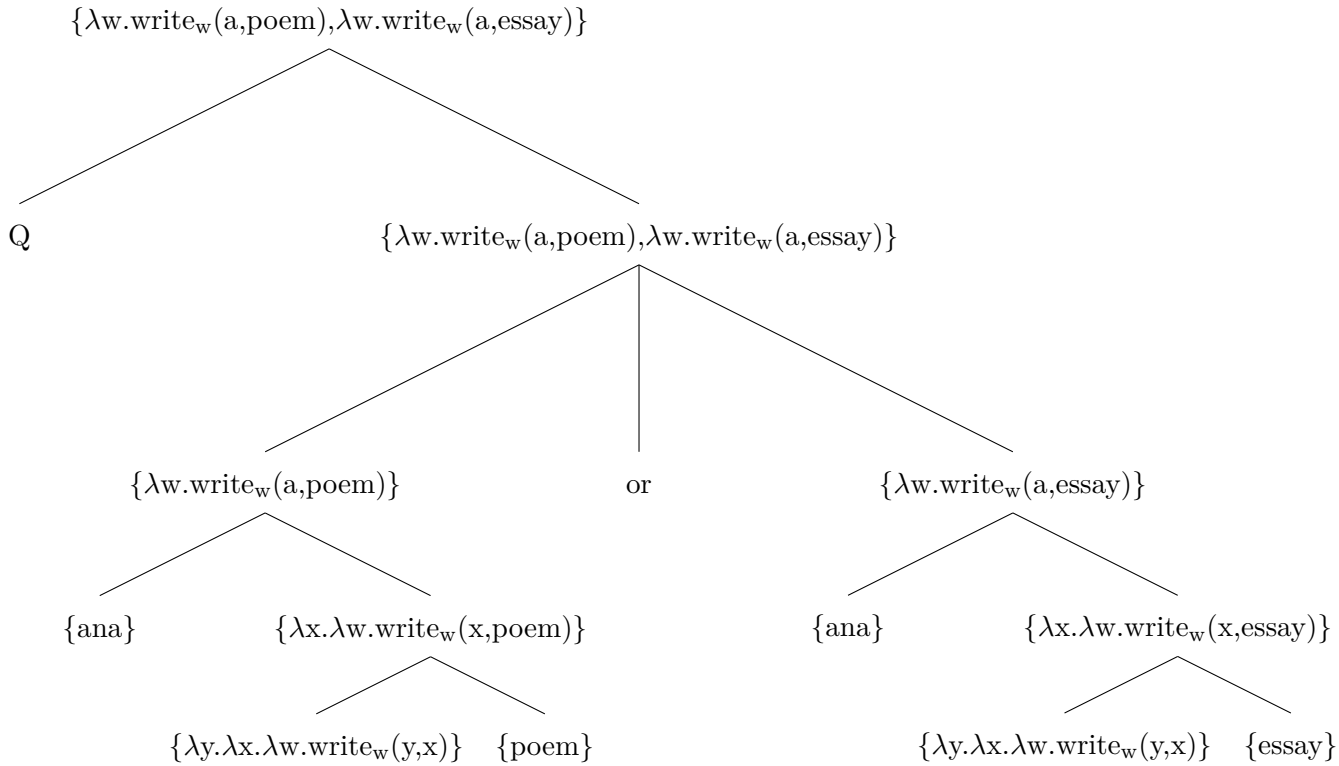 {λw.write_w(a,poem),λw.write_w(a,essay)}
Q {λw.write_w(a,poem),λw.write_w(a,essay)}
{λw.write_w(a,poem)} or {λw.write_w(a,essay)}
{ana} {λx.λw.write_w(x,poem)} {ana} {λx.λw.write_w(x,essay)}
{λy.λx.λw.write_w(y,x)} {poem} {λy.λx.λw.write_w(y,x)} {essay}